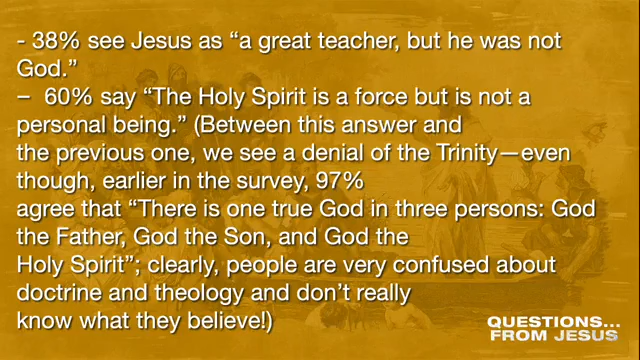 - 38% see Jesus as “a great teacher, but he was not
God.”
–  60% say “The Holy Spirit is a force but is not a
personal being.” (Between this answer and
the previous one, we see a denial of the Trinity—even
though, earlier in the survey, 97%
agree that “There is one true God in three persons: God
the Father, God the Son, and God the
Holy Spirit”; clearly, people are very confused about
doctrine and theology and don’t really
know what they believe!)
QUESTIONS...
FROM JESUS